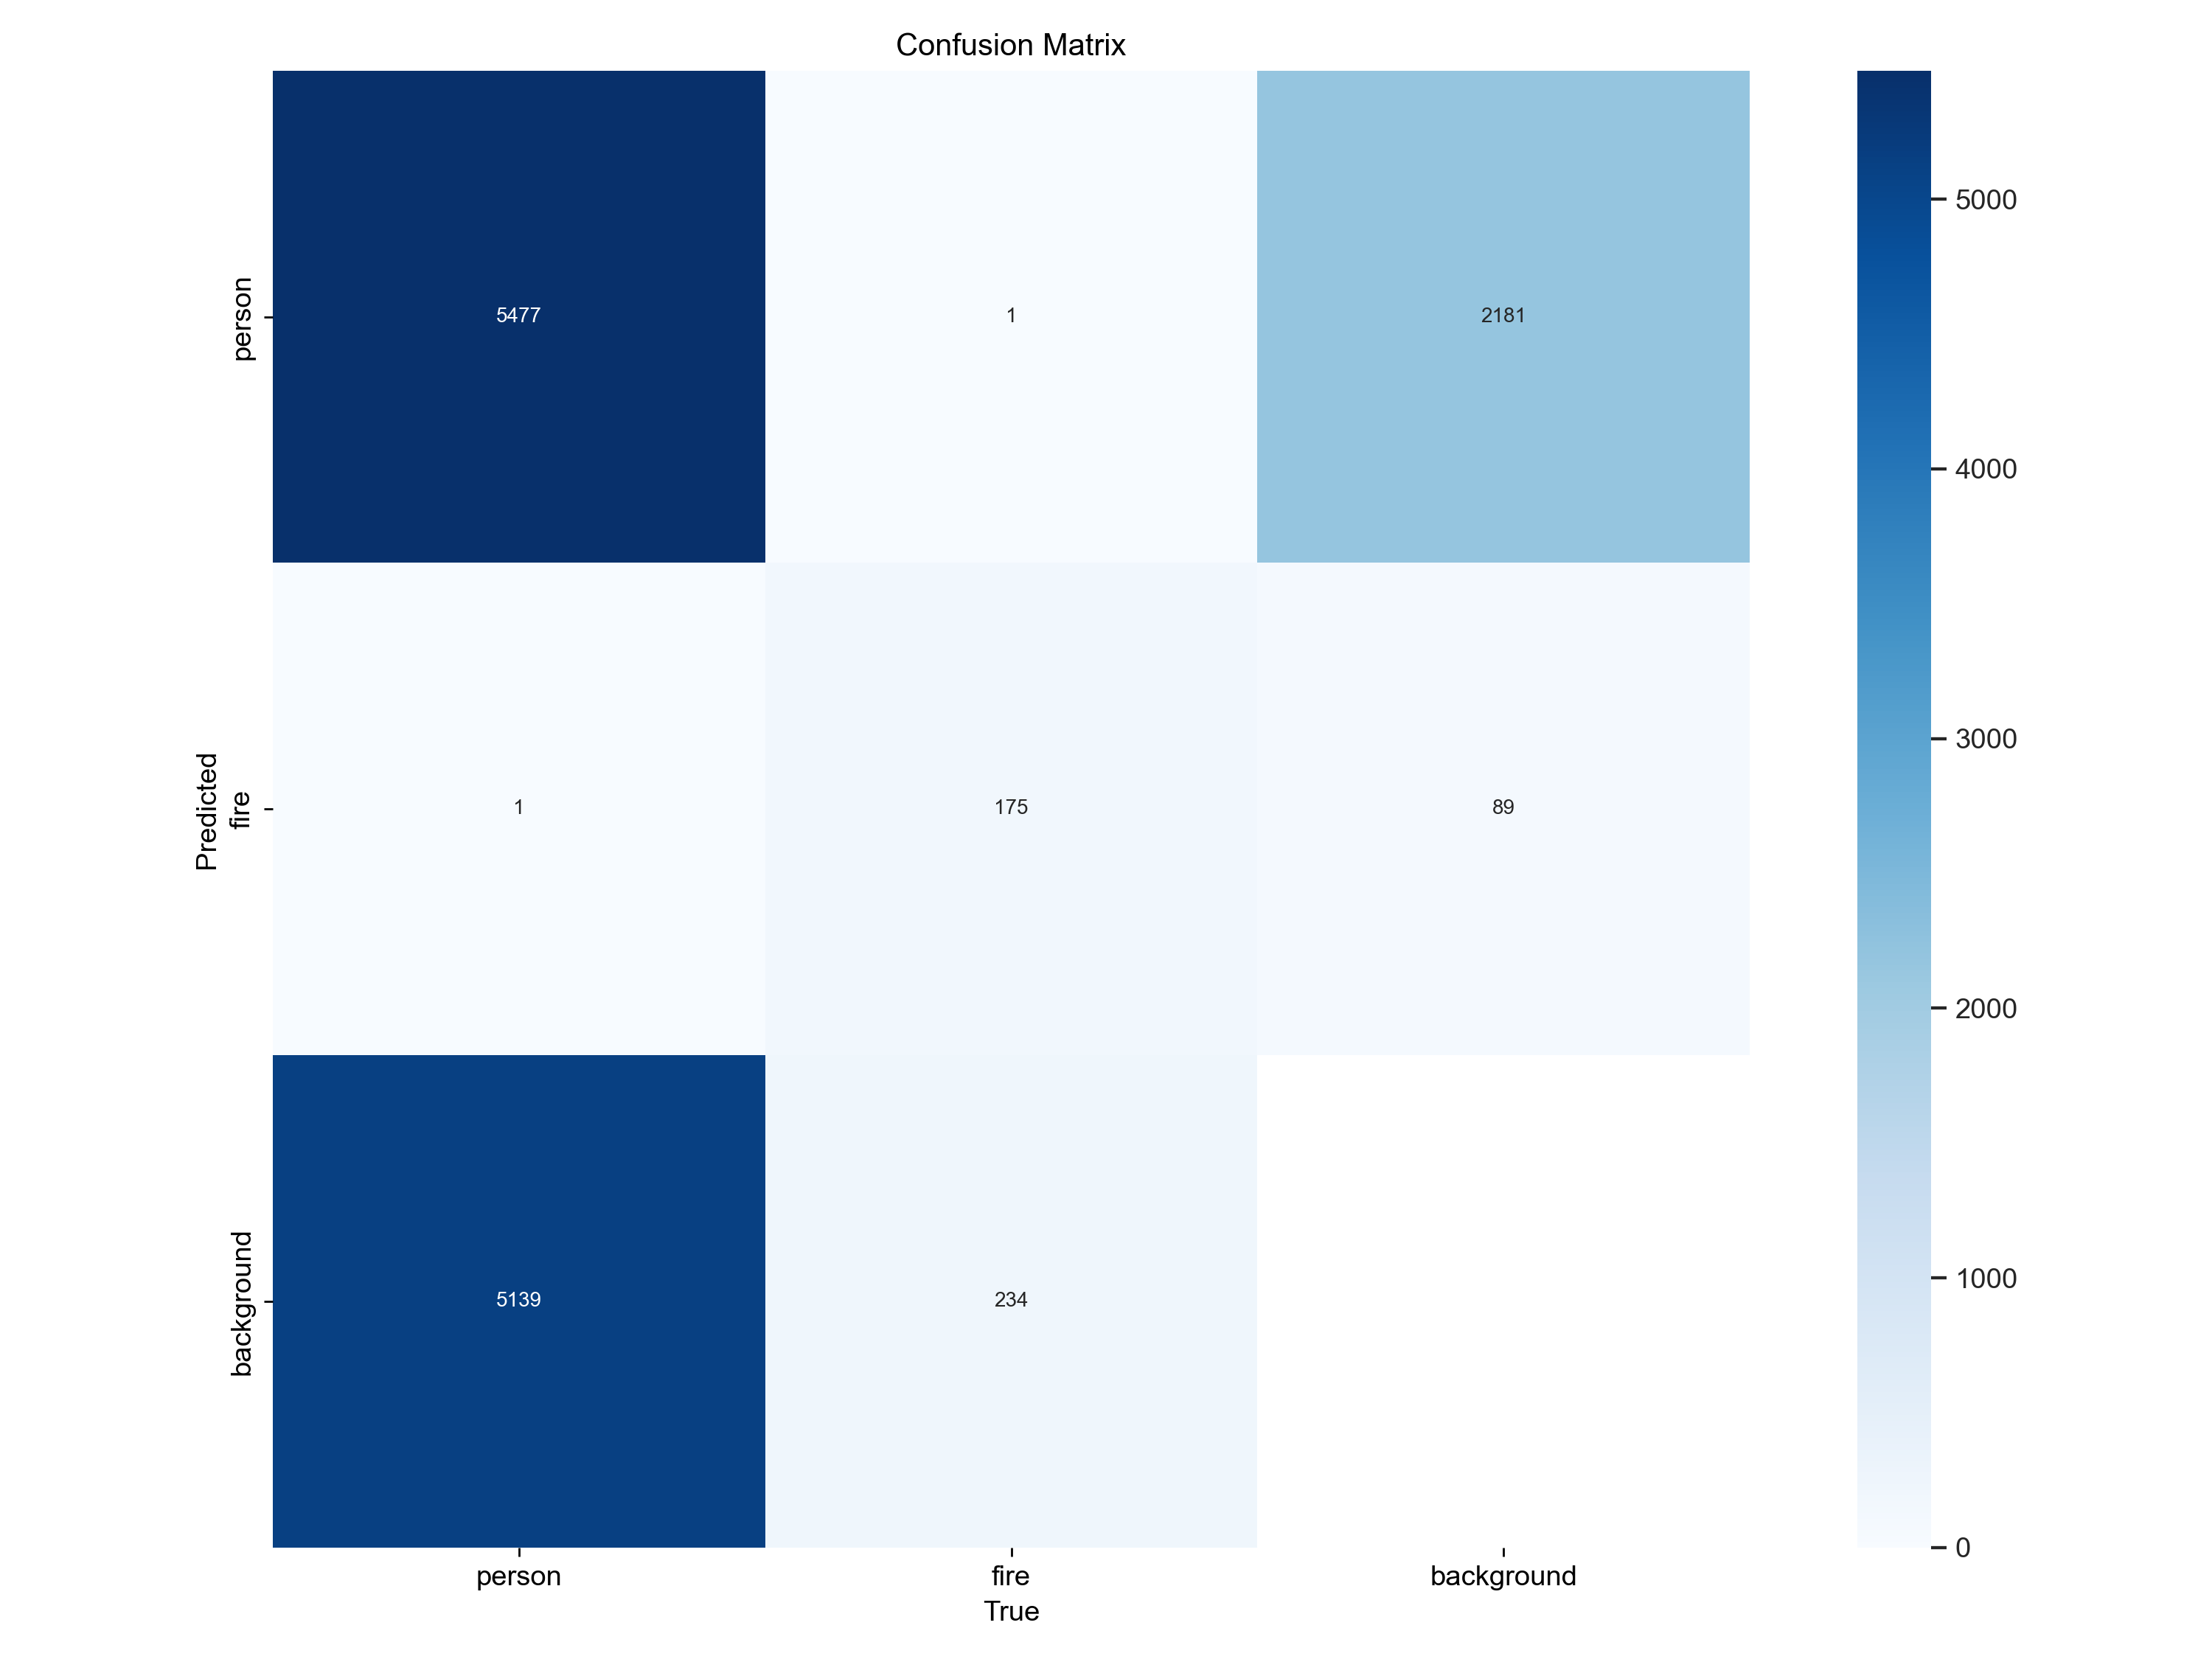 Confusion Matrix
person
5477
1
2181
Predicted
fire
1
175
89
background
5139
234
person
fire
background
True
5000
4000
3000
2000
1000
0